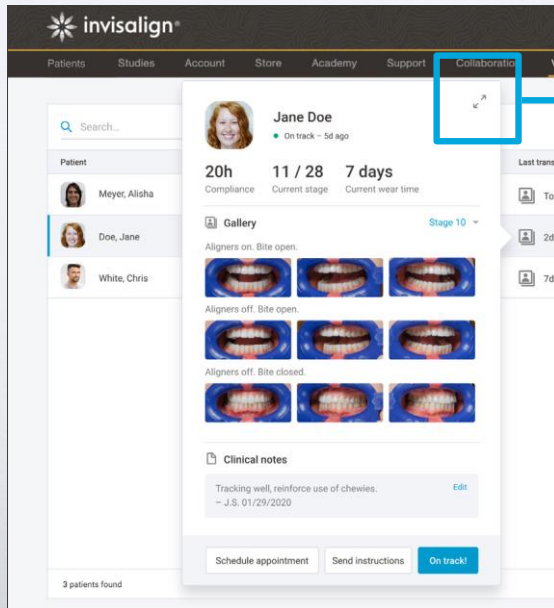 invisalign®
Patients Studies Account Store Academy Support Collaboration
Search...
Patient
Last trans
Meyer, Alisha
To
Doe, Jane
2d
White, Chris
7d
3 patients found
Jane Doe
On track – 5d ago
20h 11 / 28 7 days
Compliance Current stage Current wear time
Gallery Stage 10
Aligners on. Bite open.
Aligners off. Bite open.
Aligners off. Bite closed.
Clinical notes
Tracking well, reinforce use of chewies. Edit
– J.S. 01/29/2020
Schedule appointment Send instructions On track!